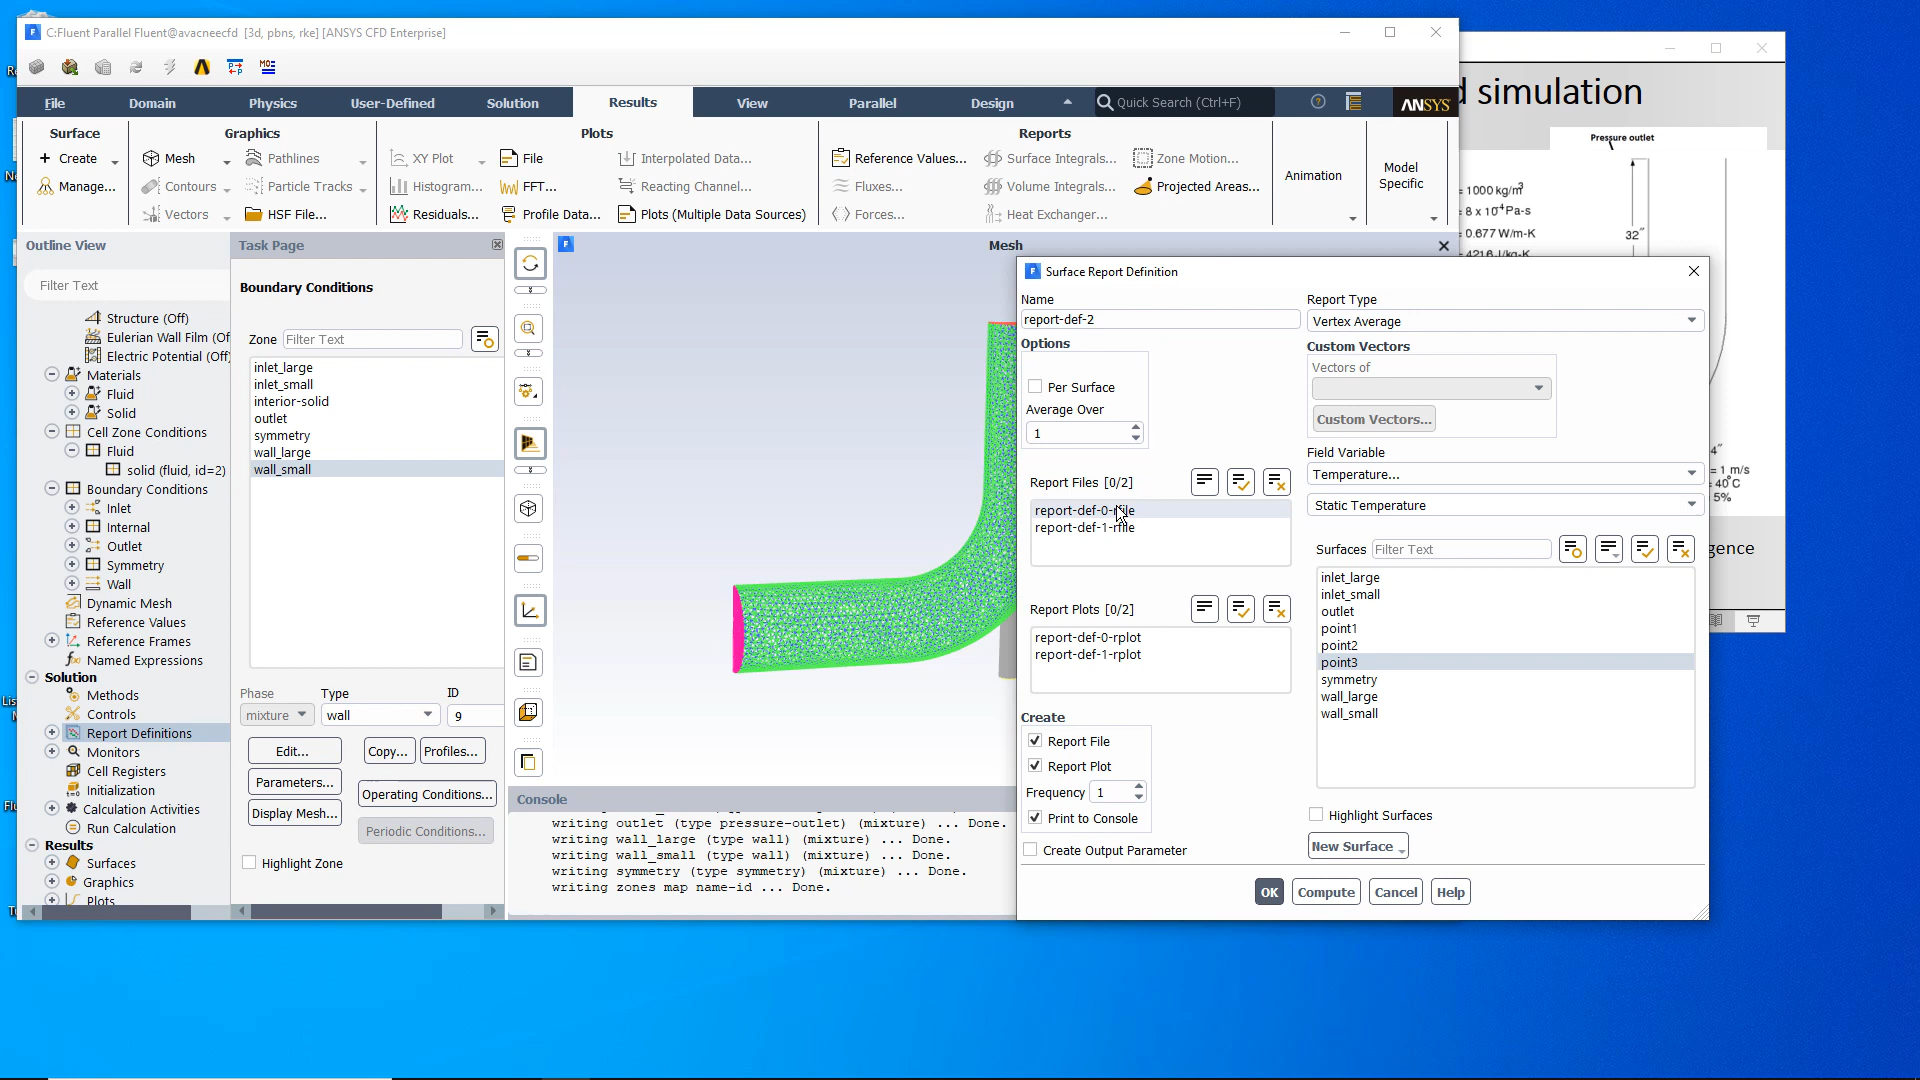 C:Fluent Parallel Fluent@avacneecfd [3d, pbns, rke] [ANSYS CFD Enterprise]
File
Domain
Physics
User-Defined
Solution
Results
View
Parallel
Design
Quick Search (Ctrl+F)
ANSYS
Surface
Graphics
Plots
Reports
Create
Mesh
Pathlines
XY Plot
File
Interpolated Data...
Reference Values...
Surface Integrals...
Zone Motion...
Animation
Model
Specific
Manage...
Contours
Particle Tracks
Histogram...
FFT...
Reacting Channel...
Fluxes...
Volume Integrals...
Projected Areas...
Vectors
HSF File...
Residuals...
Profile Data...
Plots (Multiple Data Sources)
Forces...
Heat Exchanger...
Outline View
Filter Text
Structure (Off)
Eulerian Wall Film (Of
Electric Potential (Off)
Materials
Fluid
Solid
Cell Zone Conditions
Fluid
solid (fluid, id=2)
Boundary Conditions
Inlet
Internal
Outlet
Symmetry
Wall
Dynamic Mesh
Reference Values
Reference Frames
Named Expressions
Solution
Methods
Controls
Report Definitions
Monitors
Cell Registers
Initialization
Calculation Activities
Run Calculation
Results
Surfaces
Graphics
Plots
Task Page
Boundary Conditions
Zone Filter Text
inlet_large
inlet_small
interior-solid
outlet
symmetry
wall_large
wall_small
Phase Type ID
mixture wall 9
Edit... Copy... Profiles...
Parameters... Operating Conditions...
Display Mesh... Periodic Conditions...
Highlight Zone
Mesh
Console
writing outlet (type pressure-outlet) (mixture) ... Done.
writing wall_large (type wall) (mixture) ... Done.
writing wall_small (type wall) (mixture) ... Done.
writing symmetry (type symmetry) (mixture) ... Done.
writing zones map name-id ... Done.
Surface Report Definition
Name
report-def-2
Options
Per Surface
Average Over
1
Report Files [0/2]
report-def-0-rfile
report-def-1-rfile
Report Plots [0/2]
report-def-0-rplot
report-def-1-rplot
Create
Report File
Report Plot
Frequency 1
Print to Console
Create Output Parameter
Report Type
Vertex Average
Custom Vectors
Vectors of
Custom Vectors...
Field Variable
Temperature...
Static Temperature
Surfaces Filter Text
inlet_large
inlet_small
outlet
point1
point2
point3
symmetry
wall_large
wall_small
Highlight Surfaces
New Surface
OK Compute Cancel Help
simulation
Pressure outlet
= 1000 kg/m3
= 8 x 10-4 Pa-s
= 0.677 W/m-K
= 4216 J/kg-K
32"
4"
= 1 m/s
= 40°C
5%
gence